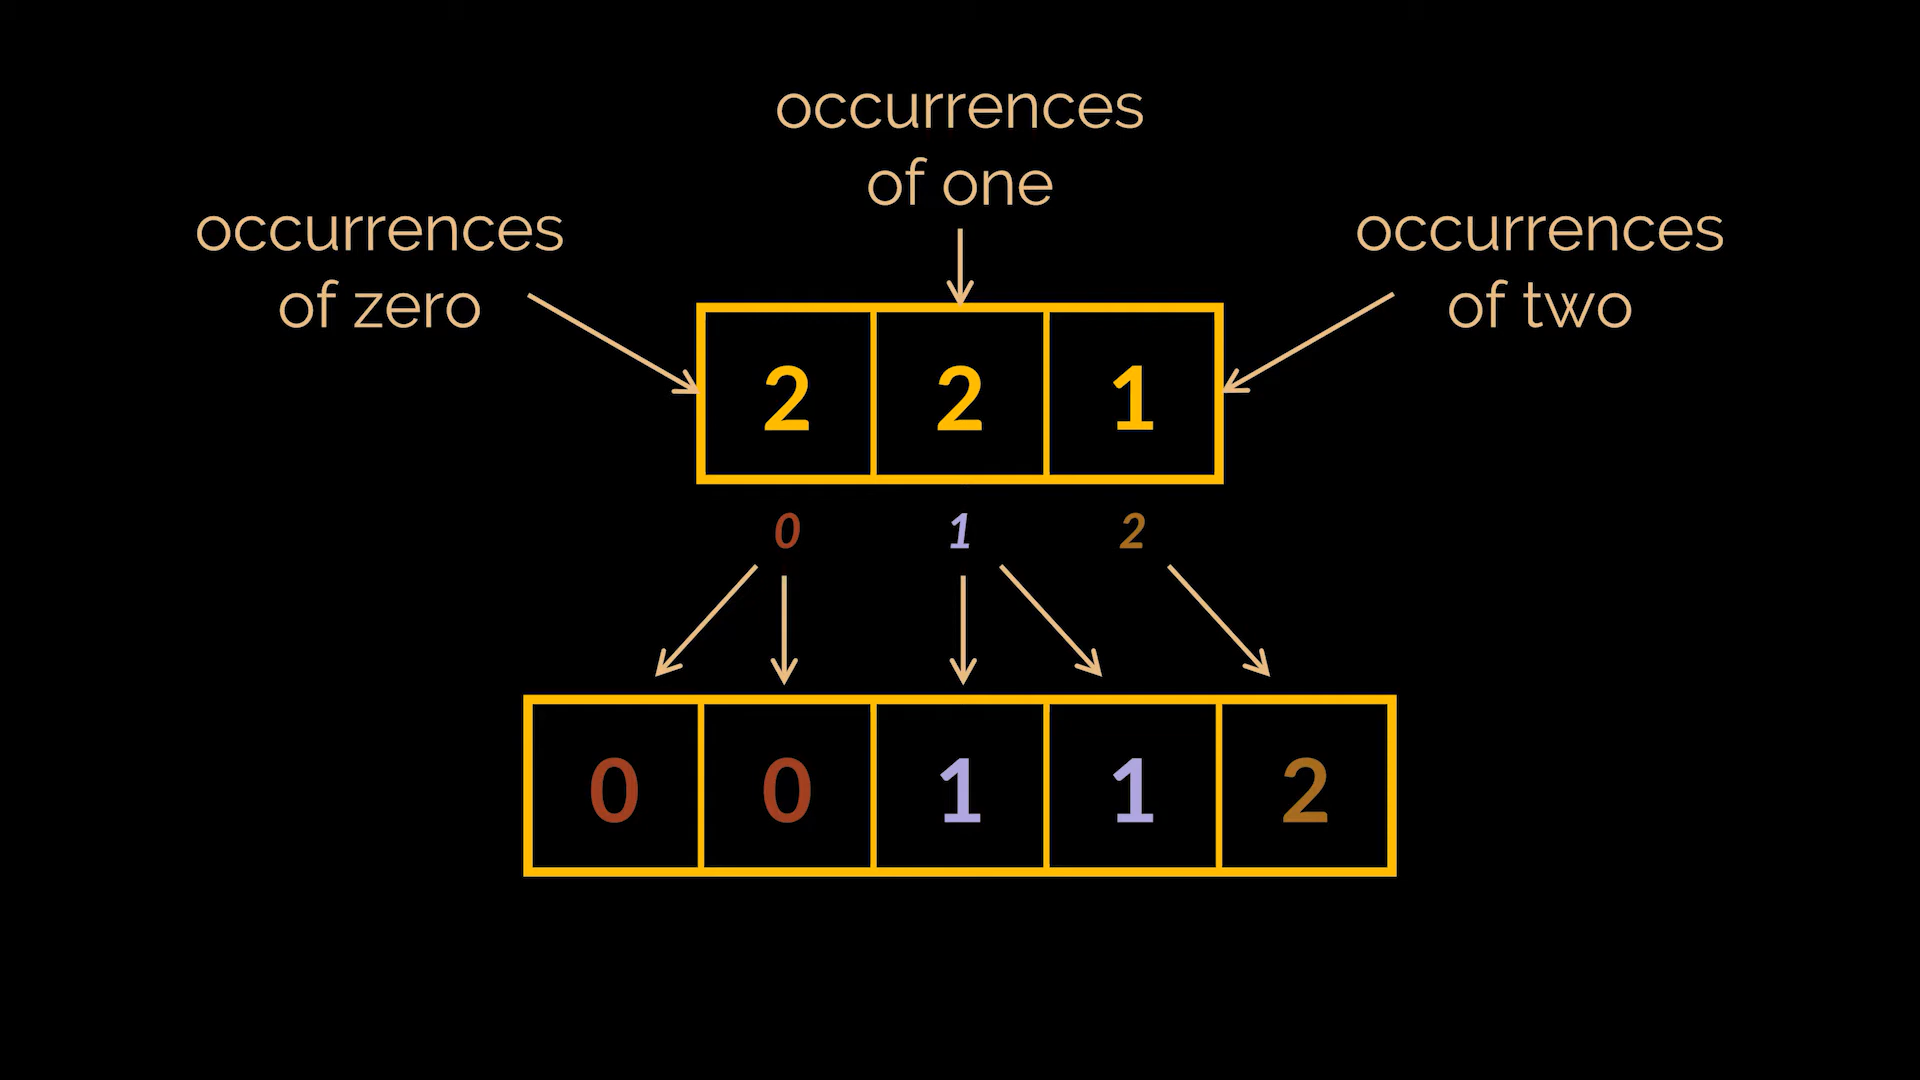 occurrences
of one
occurrences
of zero
occurrences
of two
2 2 1
0 1 2
0 0 1 1 2